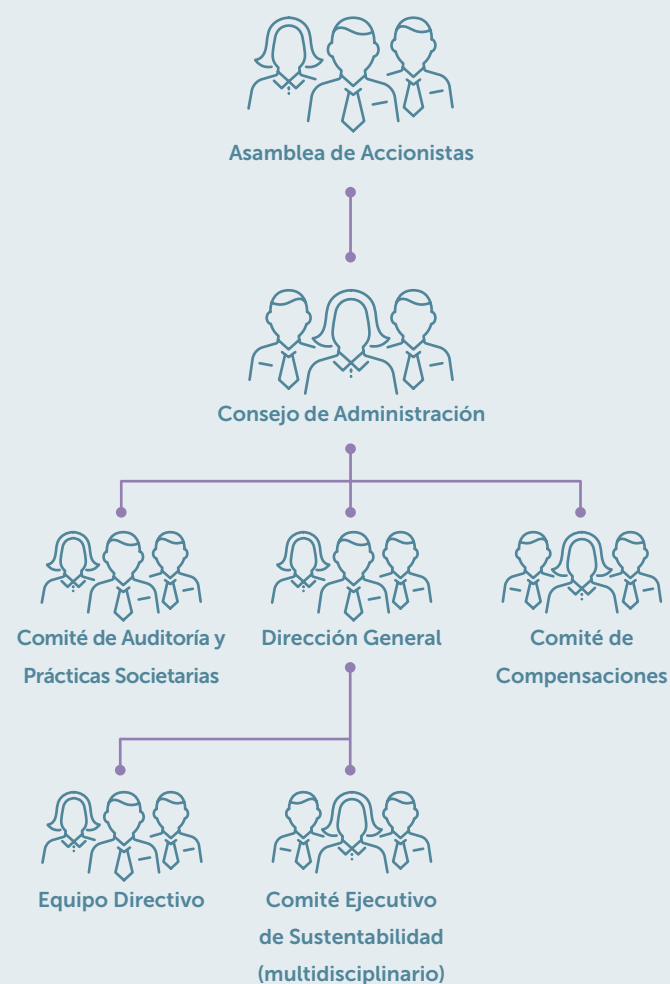 Asamblea de Accionistas
Consejo de Administración
Comité de Auditoría y
Prácticas Societarias
Dirección General
Comité de
Compensaciones
Equipo Directivo
Comité Ejecutivo
de Sustentabilidad
(multidisciplinario)